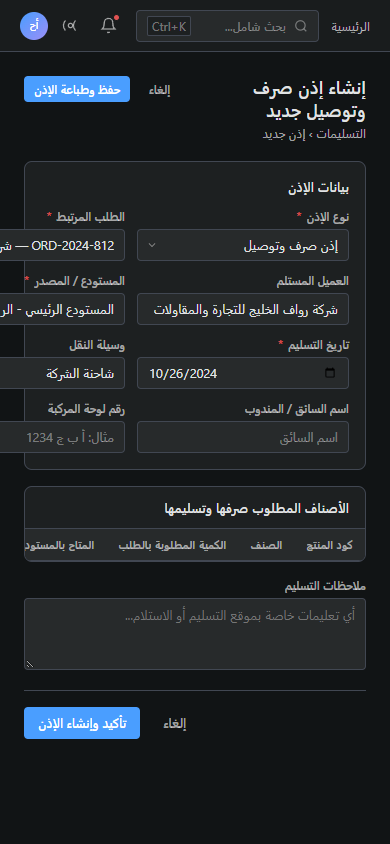 الرئيسية
بحث شامل... Ctrl+K
أح
إنشاء إذن صرف وتوصيل جديد
التسليمات › إذن جديد
إلغاء
حفظ وطباعة الإذن
بيانات الإذن
نوع الإذن *
الطلب المرتبط *
إذن صرف وتوصيل
ORD-2024-812 — شر
العميل المستلم
المستودع / المصدر *
شركة رواف الخليج للتجارة والمقاولات
المستودع الرئيسي - الر
تاريخ التسليم *
وسيلة النقل
10/26/2024
شاحنة الشركة
اسم السائق / المندوب
رقم لوحة المركبة
اسم السائق
مثال: أ ب ج 1234
الأصناف المطلوب صرفها وتسليمها
كود المنتج
الصنف
الكمية المطلوبة بالطلب
المتاح بالمستود
ملاحظات التسليم
أي تعليمات خاصة بموقع التسليم أو الاستلام...
إلغاء
تأكيد وإنشاء الإذن